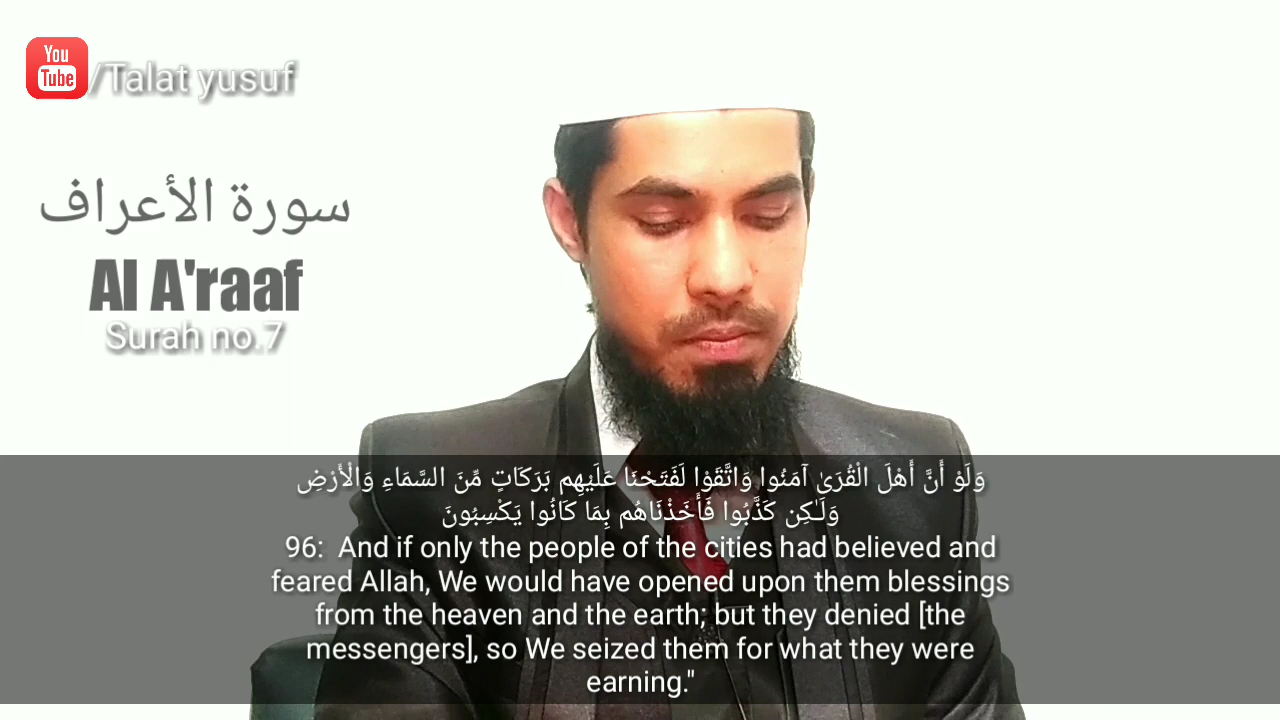 You
Tube
/Talat yusuf
سورة الأعراف
Al A'raaf
Surah no.7
وَلَوْ أَنَّ أَهْلَ الْقُرَىٰ آمَنُوا وَاتَّقَوْا لَفَتَحْنَا عَلَيْهِم بَرَكَاتٍ مِّنَ السَّمَاءِ وَالْأَرْضِ
وَلَـٰكِن كَذَّبُوا فَأَخَذْنَاهُم بِمَا كَانُوا يَكْسِبُونَ
96:  And if only the people of the cities had believed and
feared Allah, We would have opened upon them blessings
from the heaven and the earth; but they denied [the
messengers], so We seized them for what they were
earning."